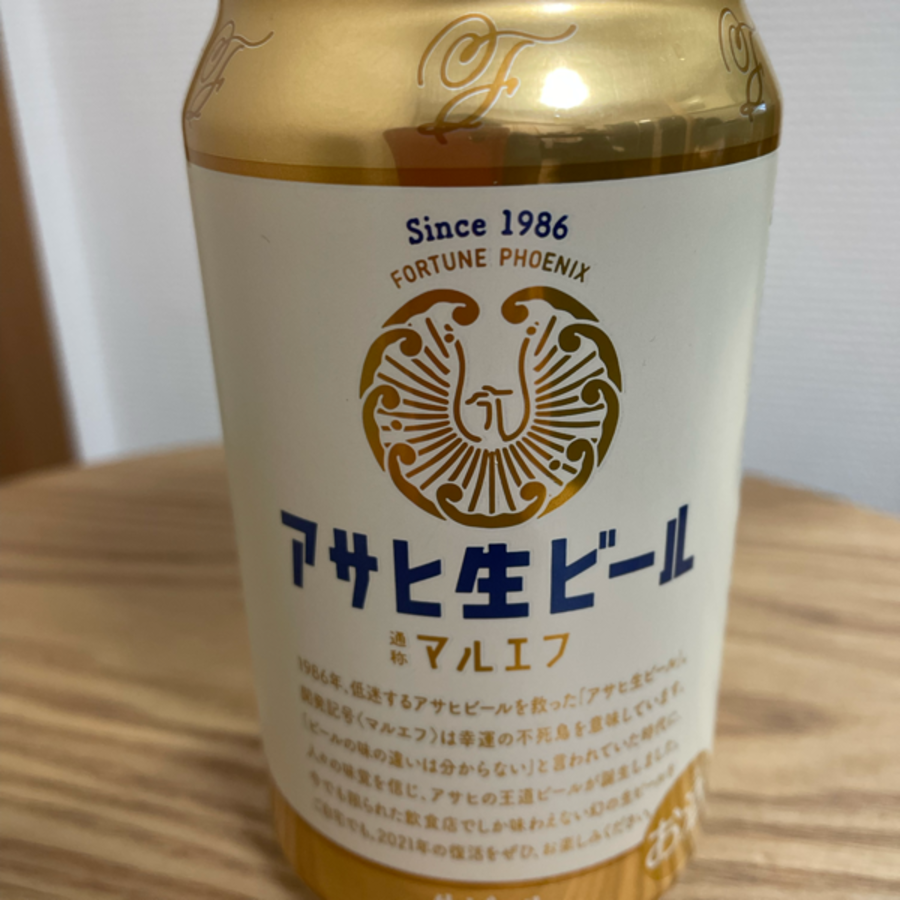 F
Since 1986
FORTUNE PHOENIX
アサヒ生ビール
通称 マルエフ
1986年、低迷するアサヒビールを救った「アサヒ生ビール」。
開発記号〈マルエフ〉は幸運の不死鳥を意味しています。
「ビールの味の違いは分からない」と言われていた時代に、
人々の味覚を信じ、アサヒの王道ビールが誕生しました。
今でも限られた飲食店でしか味わえない幻の生ビールを
ご自宅でも、2021年の復活をぜひ、お楽しみください。
お酒